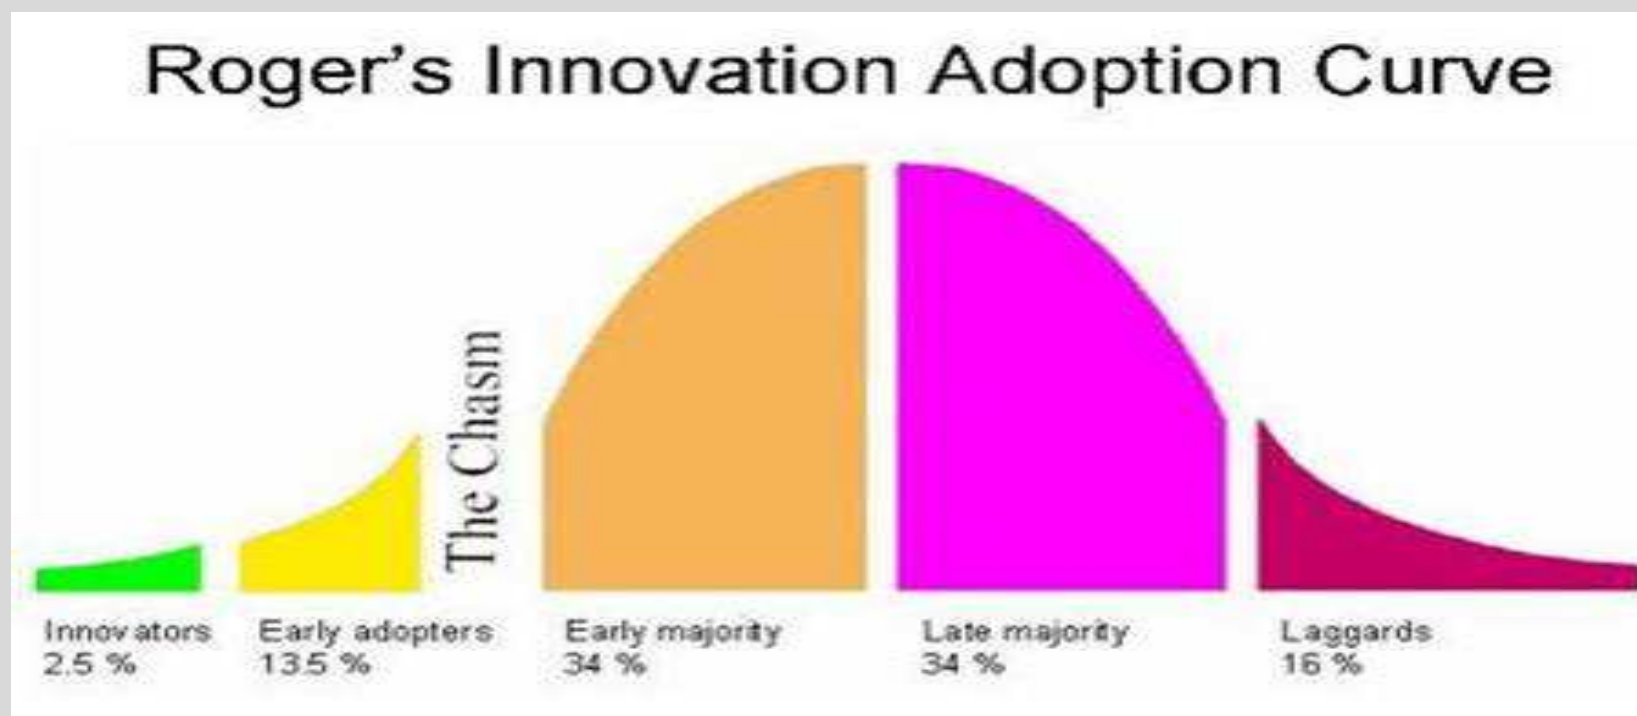 Roger's Innovation Adoption Curve
The Chasm
Innovators
2.5 %
Early adopters
13.5 %
Early majority
34 %
Late majority
34 %
Laggards
16 %